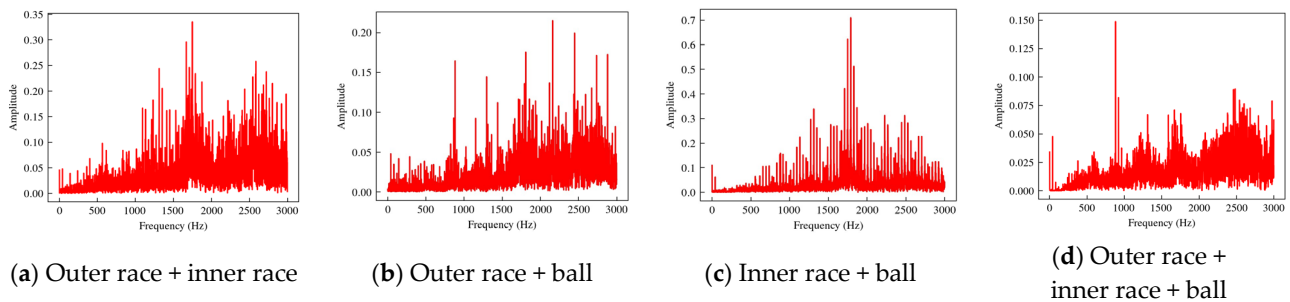 0.35
0.30
0.25
0.20
0.15
0.10
0.05
0.00
Amplitude
0 500 1000 1500 2000 2500 3000
Frequency (Hz)
(a) Outer race + inner race
0.20
0.15
0.10
0.05
0.00
Amplitude
0 500 1000 1500 2000 2500 3000
Frequency (Hz)
(b) Outer race + ball
0.7
0.6
0.5
0.4
0.3
0.2
0.1
0.0
Amplitude
0 500 1000 1500 2000 2500 3000
Frequency (Hz)
(c) Inner race + ball
0.150
0.125
0.100
0.075
0.050
0.025
0.000
Amplitude
0 500 1000 1500 2000 2500 3000
Frequency (Hz)
(d) Outer race +
inner race + ball